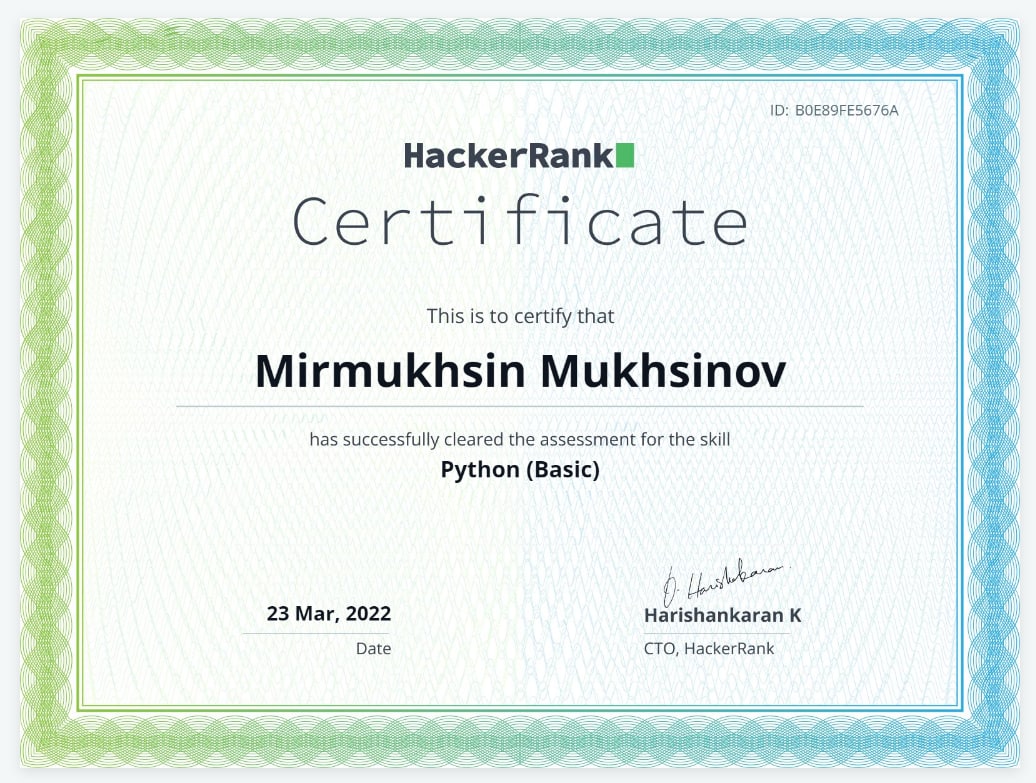 ID: B0E89FE5676A
HackerRank
Certificate
This is to certify that
Mirmukhsin Mukhsinov
has successfully cleared the assessment for the skill
Python (Basic)
23 Mar, 2022
Date
Harishankaran K
CTO, HackerRank